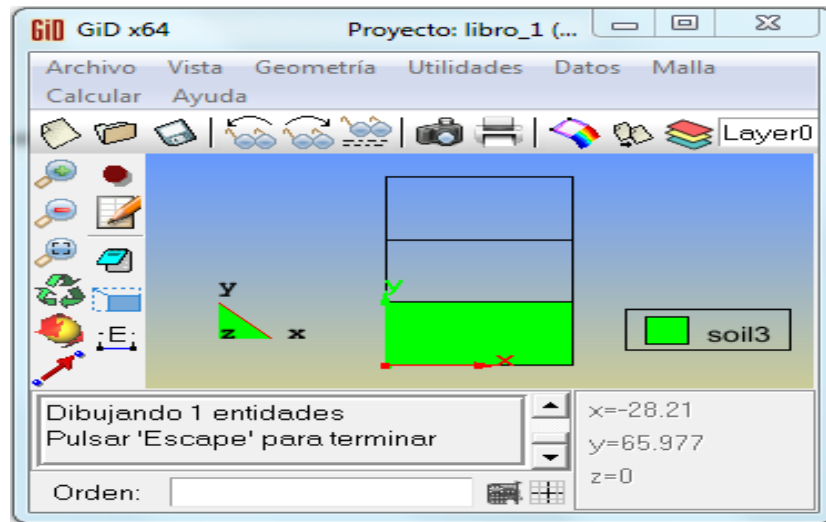 GiD GiD x64 Proyecto: libro_1 (...
Archivo Vista Geometría Utilidades Datos Malla
Calcular Ayuda
Layer0
y
z x
y
x
soil3
E
Dibujando 1 entidades
Pulsar 'Escape' para terminar
x=-28.21
y=65.977
z=0
Orden: